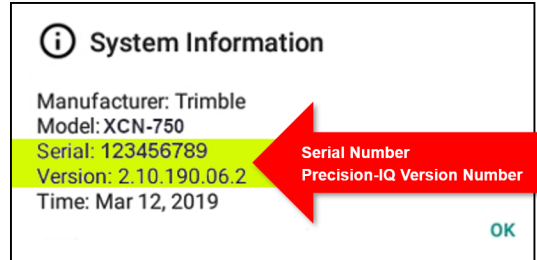 System Information
Manufacturer: Trimble
Model: XCN-750
Serial: 123456789
Version: 2.10.190.06.2
Time: Mar 12, 2019
Serial Number
Precision-IQ Version Number
OK